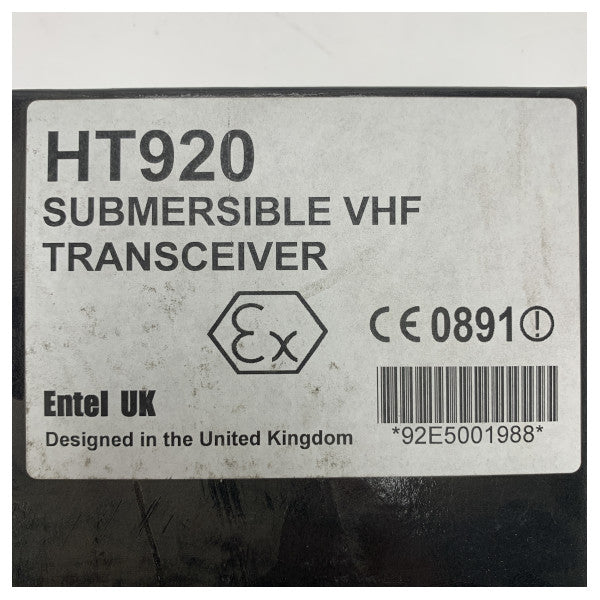 HT920
SUBMERSIBLE VHF
TRANSCEIVER
Ex
CE 0891
Entel UK
Designed in the United Kingdom
*92E5001988*